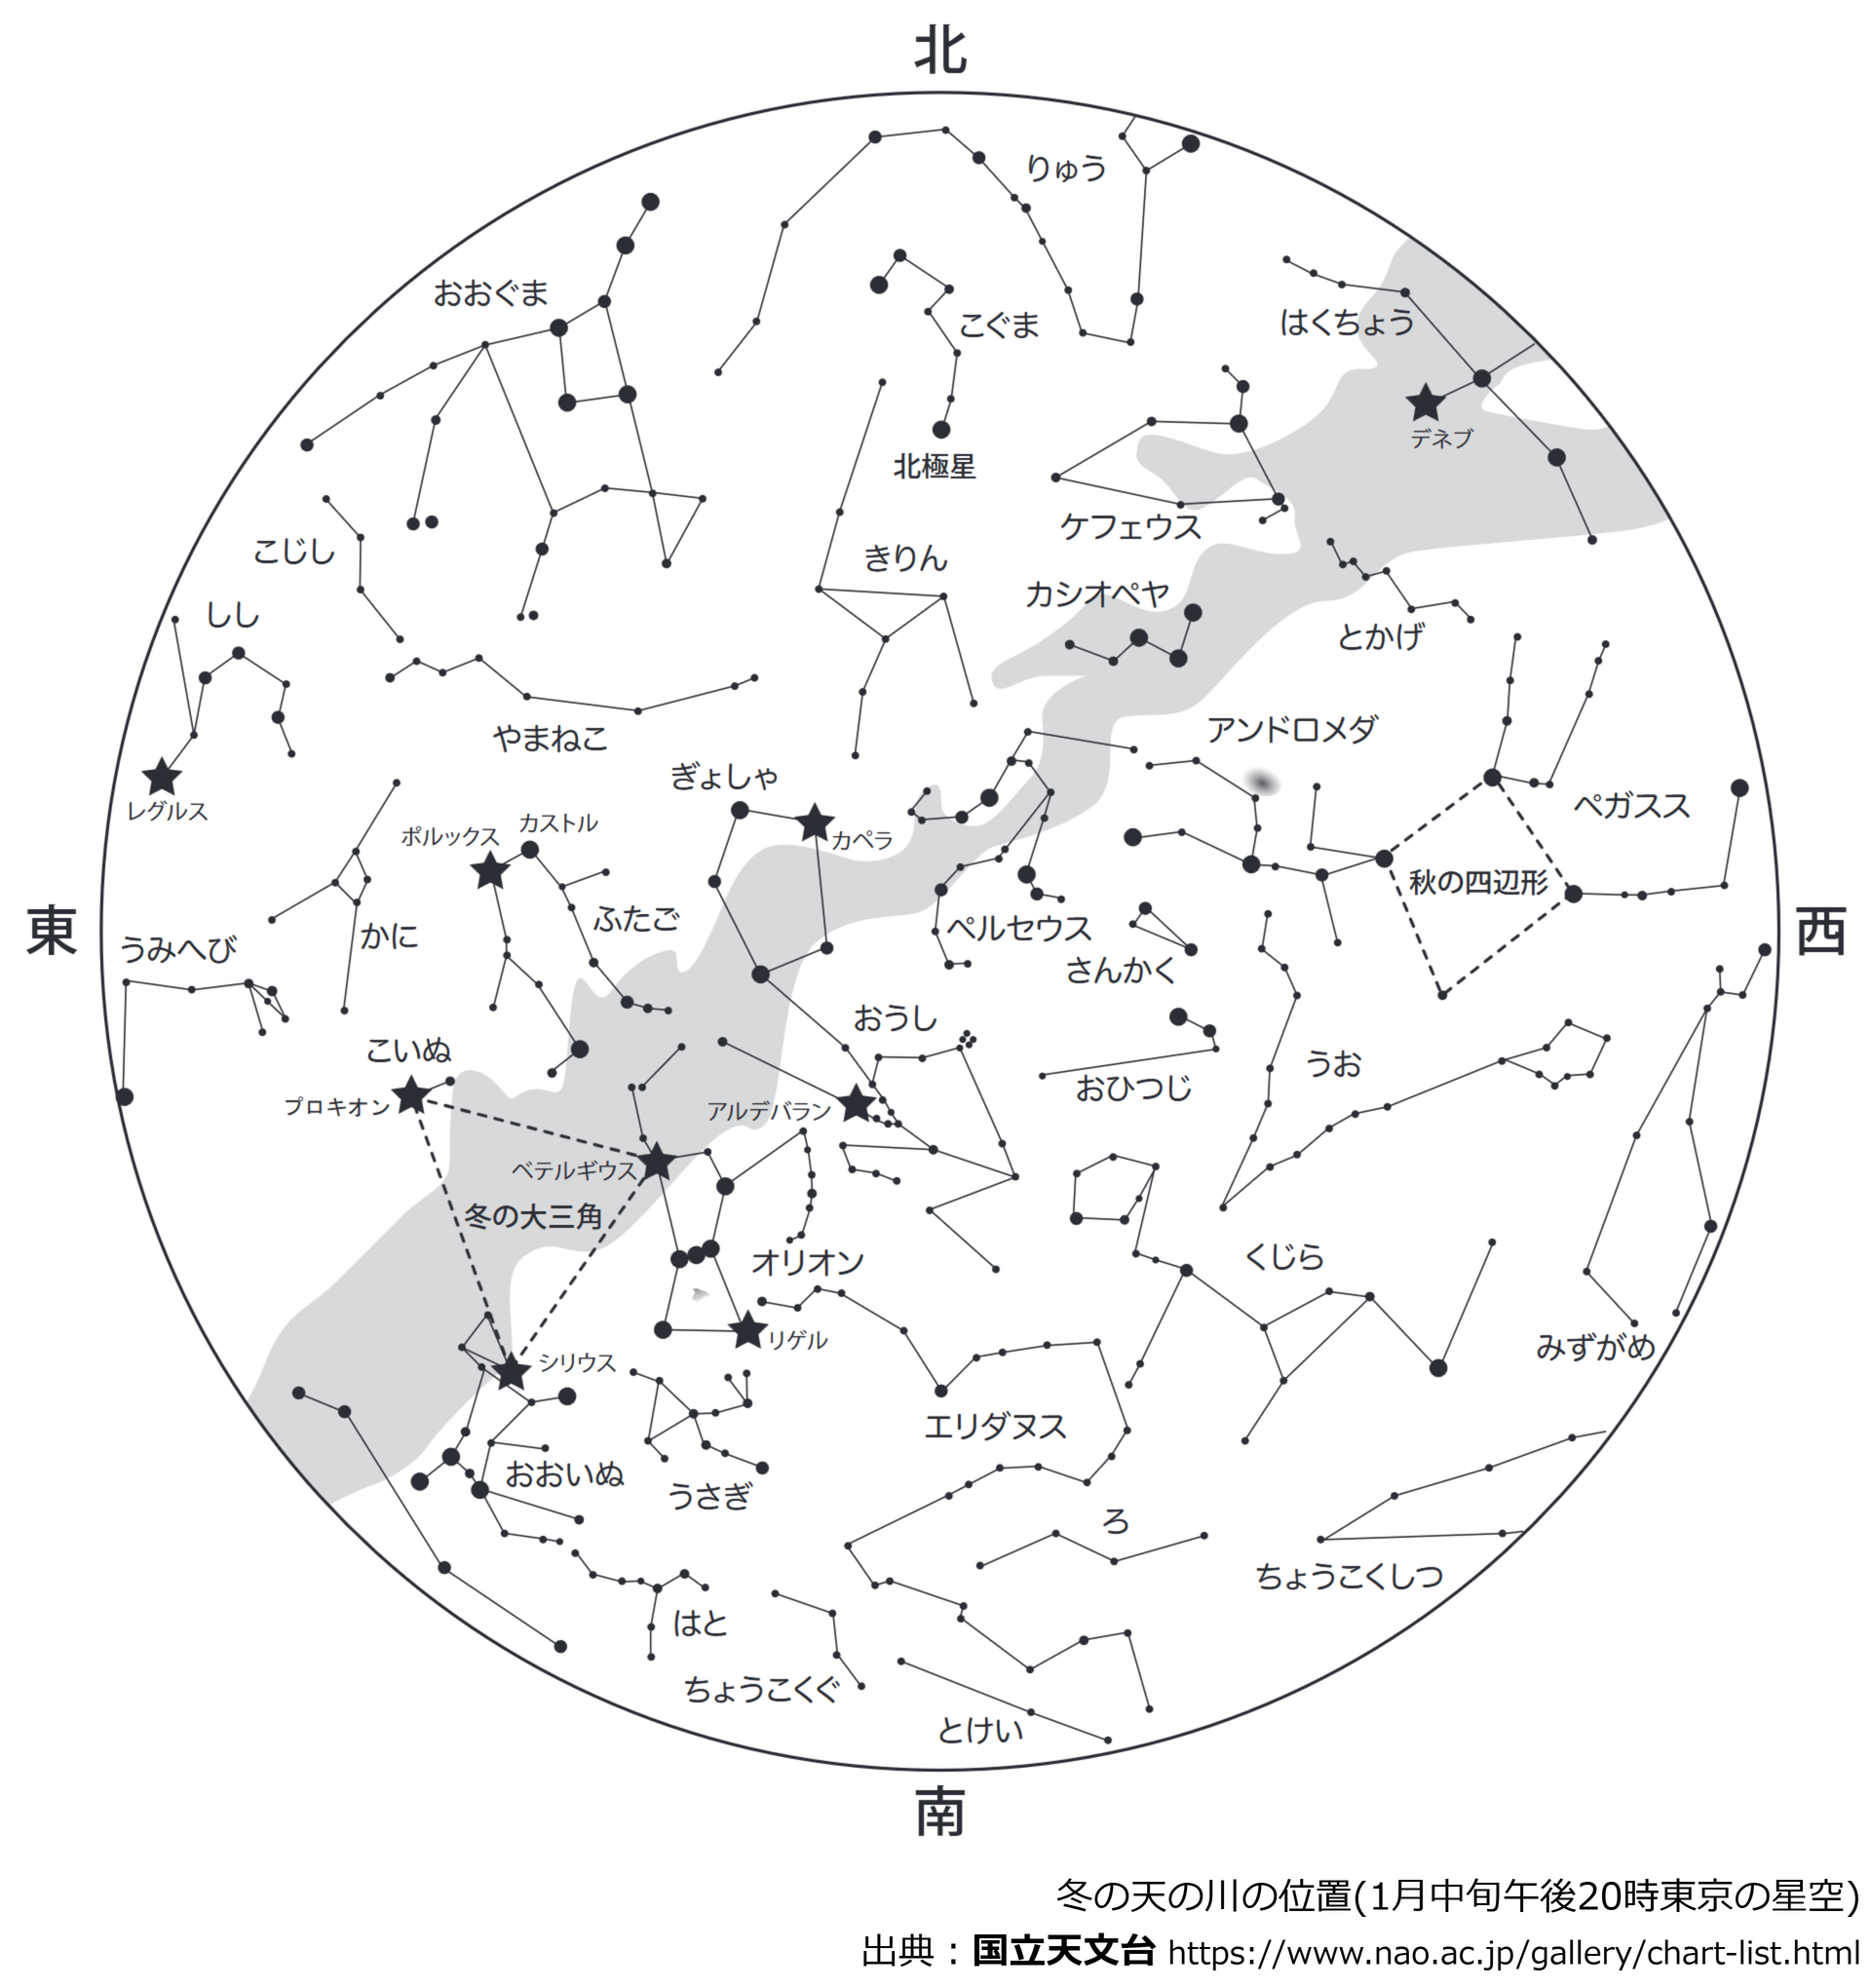 北
りゅう
おおぐま
こぐま
はくちょう
デネブ
北極星
ケフェウス
こじし
きりん
カシオペヤ
しし
とかげ
やまねこ
アンドロメダ
ぎょしゃ
レグルス
カストル
ポルックス
カペラ
ペガスス
秋の四辺形
東
うみへび
かに
ふたご
ペルセウス
さんかく
西
おうし
こいぬ
うお
おひつじ
プロキオン
アルデバラン
ベテルギウス
冬の大三角
オリオン
くじら
リゲル
みずがめ
シリウス
エリダヌス
おおいぬ
うさぎ
ろ
ちょうこくしつ
はと
ちょうこくぐ
とけい
南
冬の天の川の位置(1月中旬午後20時東京の星空)
出典：国立天文台 https://www.nao.ac.jp/gallery/chart-list.html